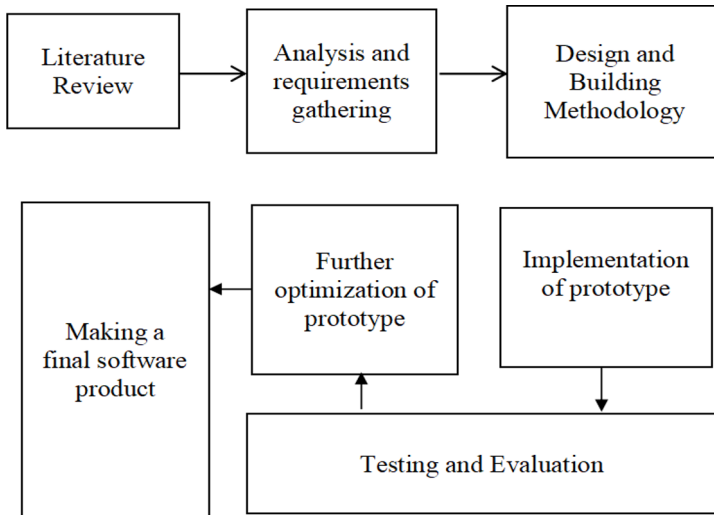 Literature
Review
Analysis and
requirements
gathering
Design and
Building
Methodology
Making a
final software
product
Further
optimization of
prototype
Implementation
of prototype
Testing and Evaluation